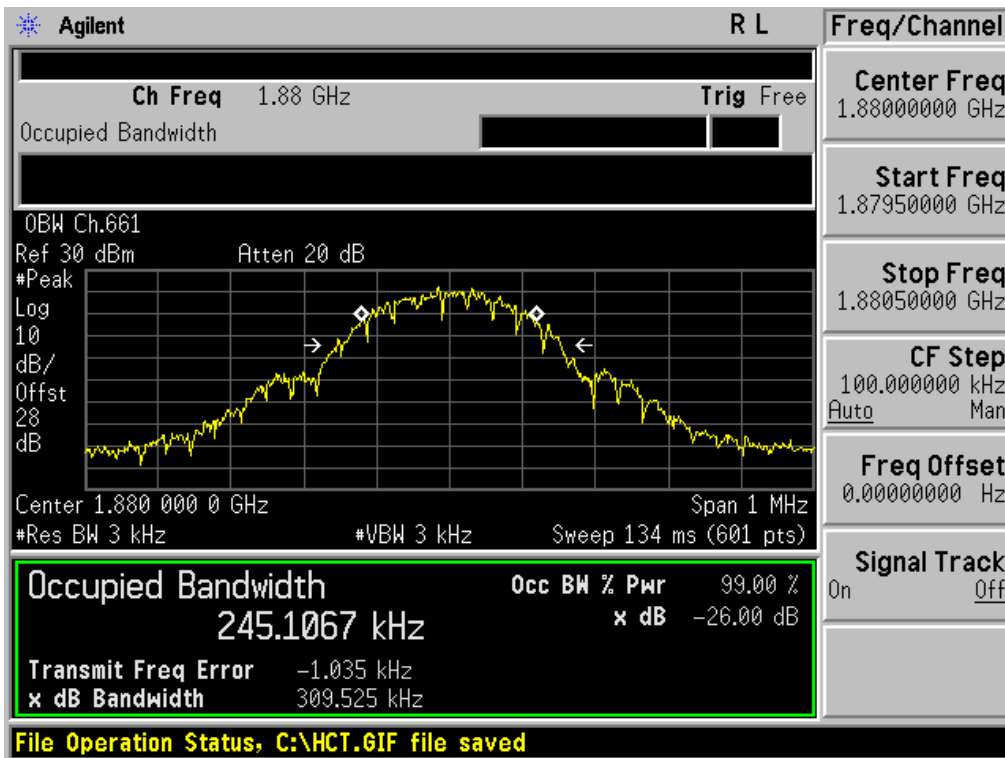 Agilent R L
Ch Freq 1.88 GHz Trig Free
Occupied Bandwidth
OBW Ch.661
Ref 30 dBm Atten 20 dB
#Peak
Log
10
dB/
Offst
28
dB
Center 1.880 000 0 GHz Span 1 MHz
#Res BW 3 kHz #VBW 3 kHz Sweep 134 ms (601 pts)
Occupied Bandwidth Occ BW % Pwr 99.00 %
245.1067 kHz x dB -26.00 dB
Transmit Freq Error -1.035 kHz
x dB Bandwidth 309.525 kHz
File Operation Status, C:\HCT.GIF file saved
Freq/Channel
Center Freq
1.88000000 GHz
Start Freq
1.87950000 GHz
Stop Freq
1.88050000 GHz
CF Step
100.000000 kHz
Auto Man
Freq Offset
0.00000000 Hz
Signal Track
On Off